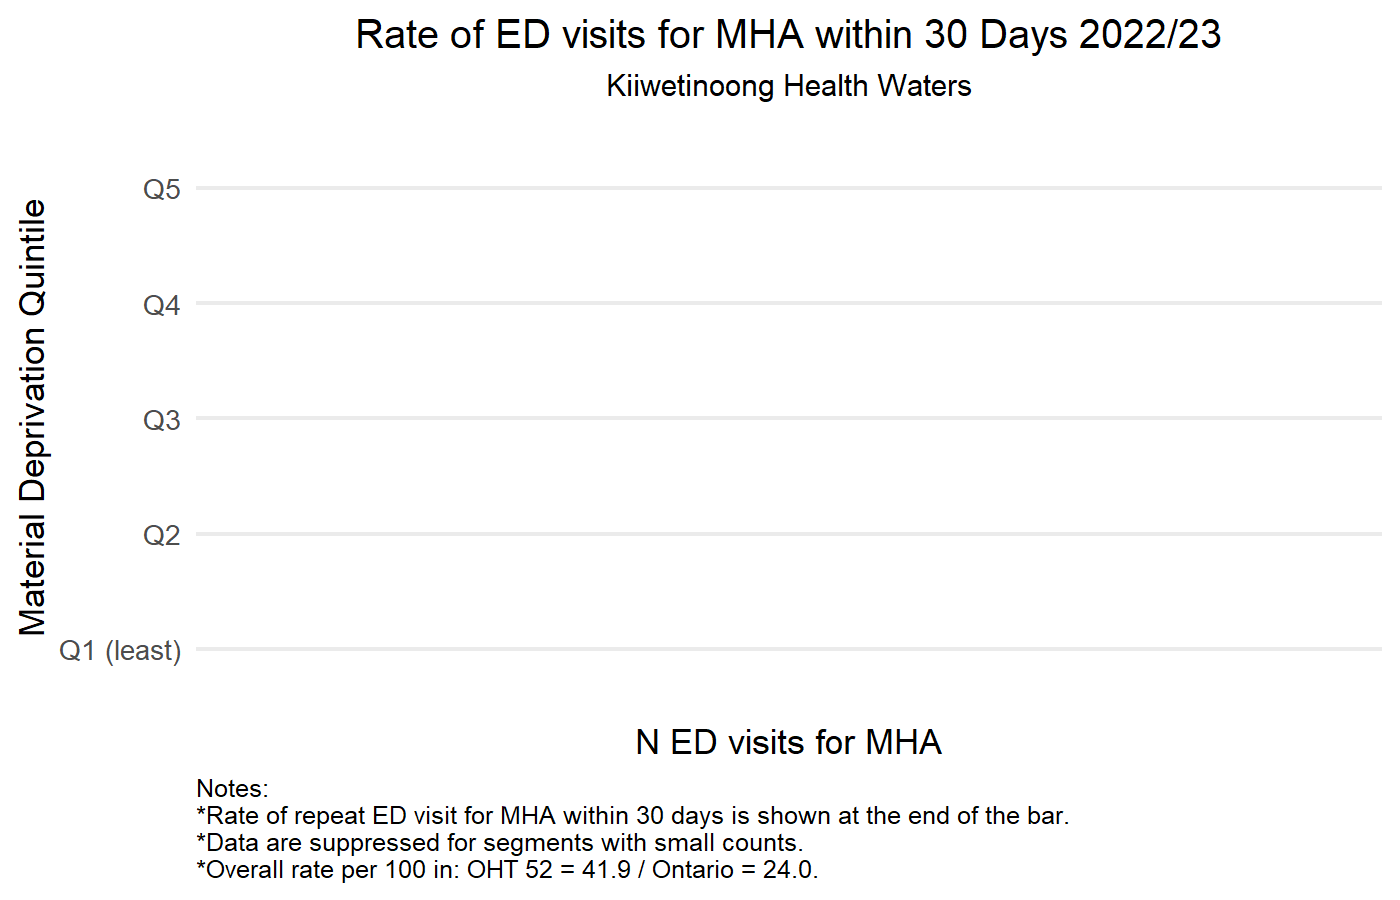 Rate of ED visits for MHA within 30 Days 2022/23
Kiiwetinoong Health Waters
Material Deprivation Quintile
Q5
Q4
Q3
Q2
Q1 (least)
N ED visits for MHA
Notes:
*Rate of repeat ED visit for MHA within 30 days is shown at the end of the bar.
*Data are suppressed for segments with small counts.
*Overall rate per 100 in: OHT 52 = 41.9 / Ontario = 24.0.